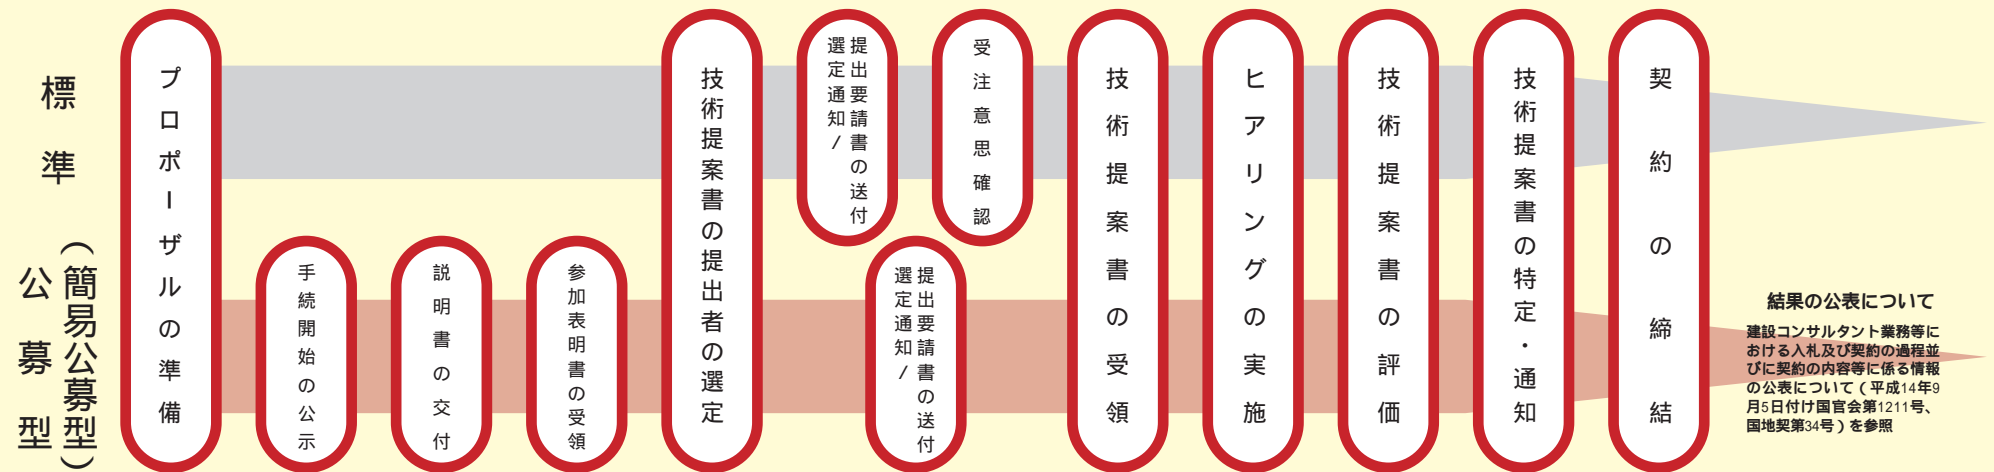 標準
公募型
(簡易公募型)
プロポーザルの準備
手続開始の公示
説明書の交付
参加表明書の受領
技術提案書の提出者の選定
選定通知/
提出要請書の送付
受注意思確認
選定通知/
提出要請書の送付
技術提案書の受領
ヒアリングの実施
技術提案書の評価
技術提案書の特定・通知
契約の締結
結果の公表について
建設コンサルタント業務等に
おける入札及び契約の過程並
びに契約の内容等に係る情報
の公表について(平成14年9
月5日付け国官会第1211号、
国地契第34号)を参照